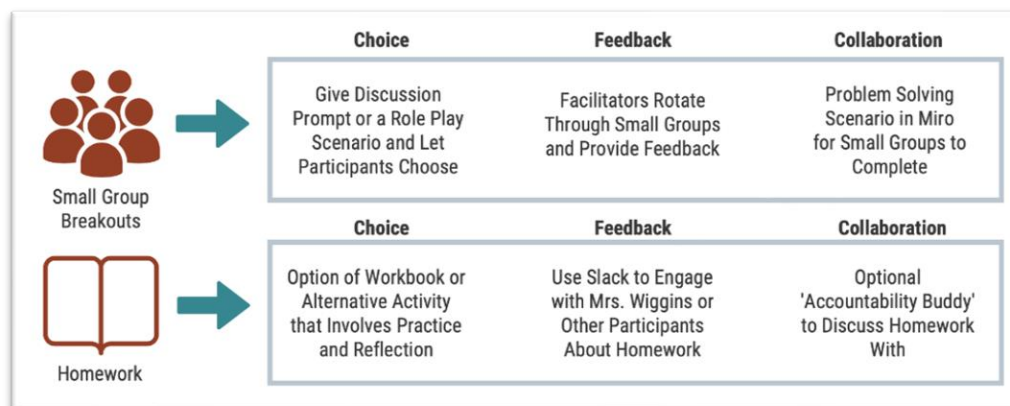 Choice
Feedback
Collaboration
Small Group
Breakouts
Give Discussion
Prompt or a Role Play
Scenario and Let
Participants Choose
Facilitators Rotate
Through Small Groups
and Provide Feedback
Problem Solving
Scenario in Miro
for Small Groups to
Complete
Choice
Feedback
Collaboration
Homework
Option of Workbook or
Alternative Activity
that Involves Practice
and Reflection
Use Slack to Engage
with Mrs. Wiggins or
Other Participants
About Homework
Optional
'Accountability Buddy'
to Discuss Homework
With